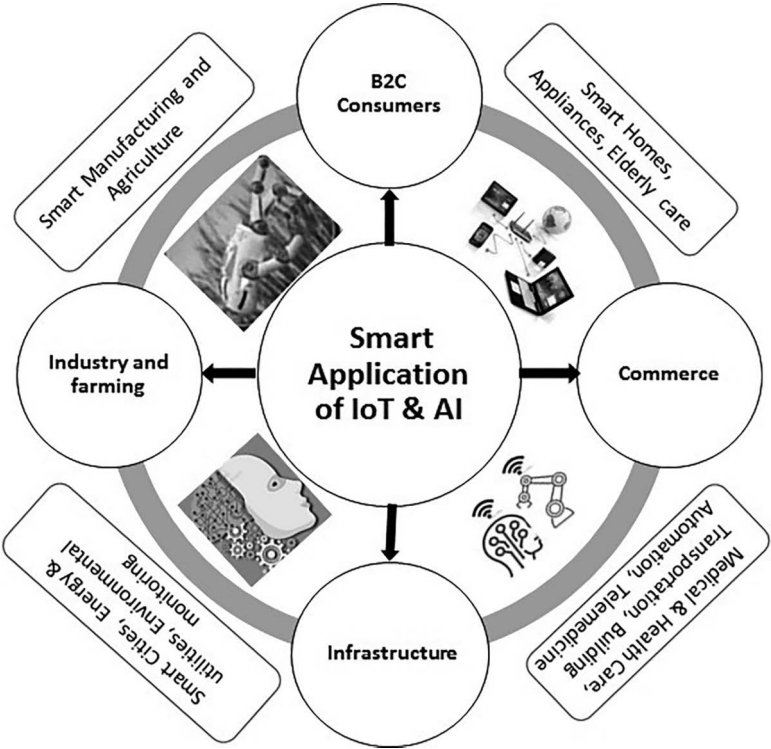 B2C
Consumers
Smart Manufacturing and
Agriculture
Smart Homes,
Appliances, Elderly care
Smart
Application
of IoT & AI
Industry and
farming
Commerce
Infrastructure
Smart Cities, Energy &
utilities, Environmental
monitoring
Medical & Health Care,
Transportation, Building
Automation, Telemedicine